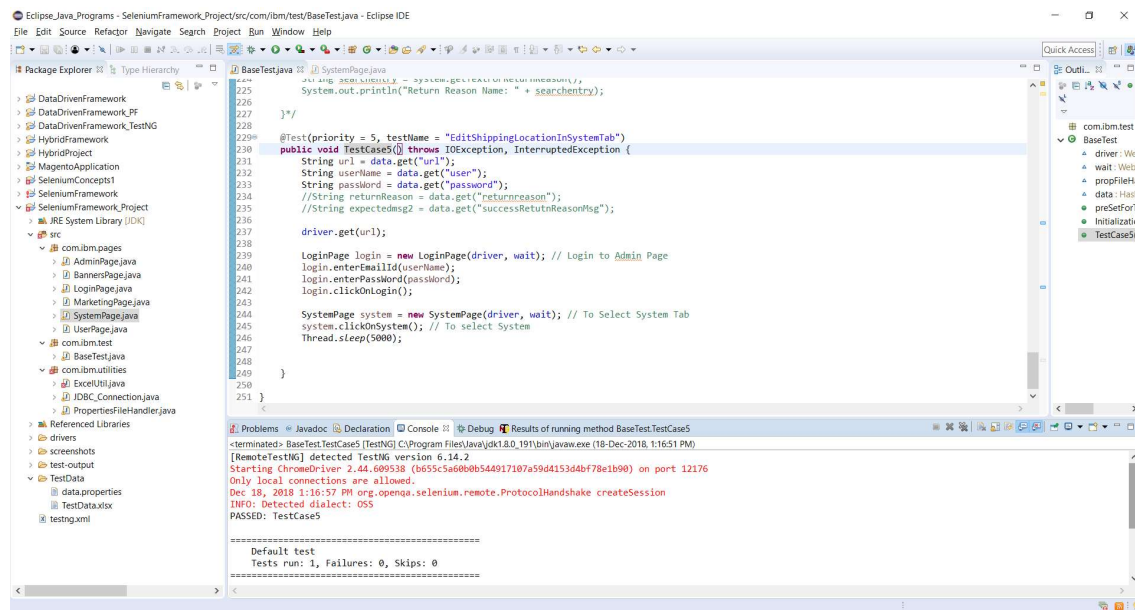 Eclipse_Java_Programs - SeleniumFramework_Project/src/com/ibm/test/BaseTest.java - Eclipse IDE
File Edit Source Refactor Navigate Search Project Run Window Help
Quick Access
Package Explorer Type Hierarchy
DataDrivenFramework
DataDrivenFramework_PF
DataDrivenFramework_TestNG
HybridFramework
HybridProject
MagentoApplication
SeleniumConcepts1
SeleniumFramework
SeleniumFramework_Project
JRE System Library [JDK]
src
com.ibm.pages
AdminPage.java
BannersPage.java
LoginPage.java
MarketingPage.java
SystemPage.java
UserPage.java
com.ibm.test
BaseTest.java
com.ibm.utilities
ExcelUtil.java
JDBC_Connection.java
PropertiesFileHandler.java
Referenced Libraries
drivers
screenshots
test-output
TestData
data.properties
TestData.xlsx
testng.xml
BaseTest.java SystemPage.java
224 String searchentry = system.getTextForReturnReason();
225 System.out.println("Return Reason Name: " + searchentry);
226
227 }*/
228
229 @Test(priority = 5, testName = "EditShippingLocationInSystemTab")
230 public void TestCase5() throws IOException, InterruptedException {
231 String url = data.get("url");
232 String userName = data.get("user");
233 String passWord = data.get("password");
234 //String returnReason = data.get("returnreason");
235 //String expectedmsg2 = data.get("successRetutnReasonMsg");
236
237 driver.get(url);
238
239 LoginPage login = new LoginPage(driver, wait); // Login to Admin Page
240 login.enterEmailId(userName);
241 login.enterPassWord(passWord);
242 login.clickOnLogin();
243
244 SystemPage system = new SystemPage(driver, wait); // To Select System Tab
245 system.clickOnSystem(); // To select System
246 Thread.sleep(5000);
247
248
249 }
250
251 }
Outli...
com.ibm.test
BaseTest
driver : We
wait : Web
propFileH
data : Has
preSetForT
Initializati
TestCase5(
Problems Javadoc Declaration Console Debug Results of running method BaseTest.TestCase5
<terminated> BaseTest.TestCase5 [TestNG] C:\Program Files\Java\jdk1.8.0_191\bin\javaw.exe (18-Dec-2018, 1:16:51 PM)
[RemoteTestNG] detected TestNG version 6.14.2
Starting ChromeDriver 2.44.609538 (b655c5a60b0b544917107a59d4153d4bf78e1b90) on port 12176
Only local connections are allowed.
Dec 18, 2018 1:16:57 PM org.openqa.selenium.remote.ProtocolHandshake createSession
INFO: Detected dialect: OSS
PASSED: TestCase5
===============================================
Default test
Tests run: 1, Failures: 0, Skips: 0
===============================================